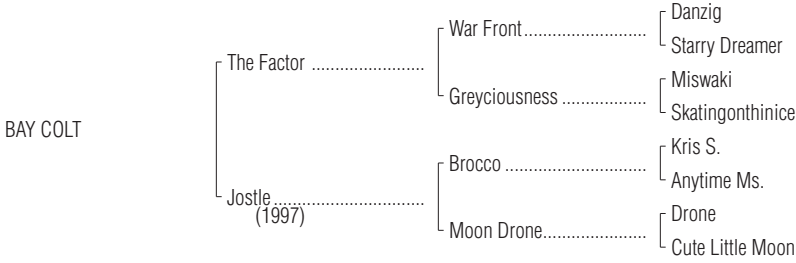 Danzig
War Front........................
Starry Dreamer
The Factor ........................
Miswaki
Greyciousness ..................
Skatingonthinice
BAY COLT
Kris S.
Brocco ..............................
Anytime Ms.
Jostle................................
(1997)
Drone
Moon Drone......................
Cute Little Moon